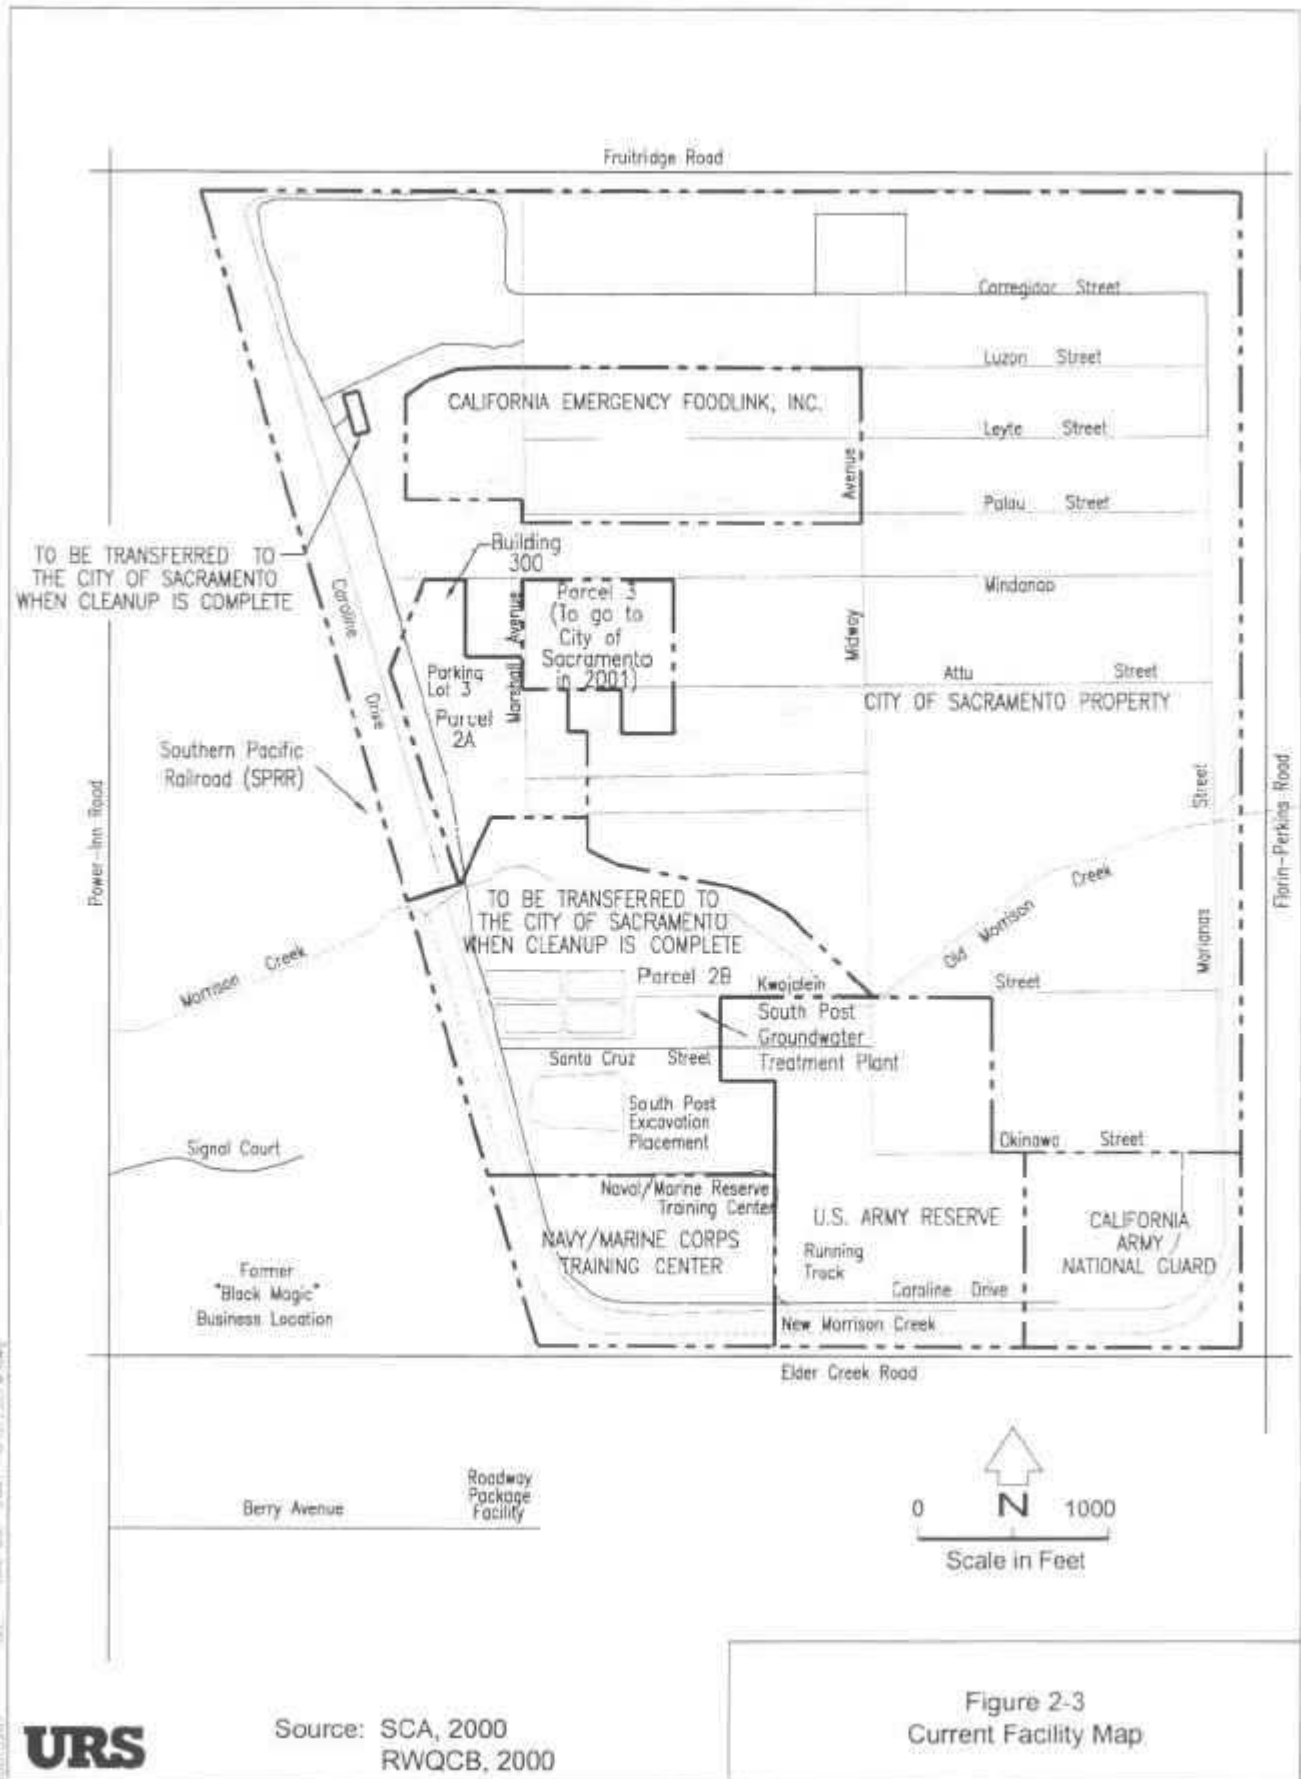 Fruitridge Road
Corregidor Street
Luzon Street
CALIFORNIA EMERGENCY FOODLINK, INC.
Leyte Street
Avenue
Palau Street
TO BE TRANSFERRED TO
THE CITY OF SACRAMENTO
WHEN CLEANUP IS COMPLETE
Building
300
Caroline
Drive
Marshall Avenue
Parcel 3
(To go to
City of
Sacramento
in 2001)
Mindanao
Midway
Parking
Lot 3
Parcel
2A
Attu Street
CITY OF SACRAMENTO PROPERTY
Southern Pacific
Railroad (SPRR)
Power-Inn Road
Street
Marianas
Florin-Perkins Road
TO BE TRANSFERRED TO
THE CITY OF SACRAMENTO
WHEN CLEANUP IS COMPLETE
Old Morrison Creek
Morrison Creek
Parcel 2B
Kwajalein Street
South Post
Groundwater
Treatment Plant
Santa Cruz Street
South Post
Excavation
Placement
Signal Court
Okinawa Street
Naval/Marine Reserve
Training Center
NAVY/MARINE CORPS
TRAINING CENTER
U.S. ARMY RESERVE
CALIFORNIA
ARMY /
NATIONAL GUARD
Running
Track
Former
"Black Magic"
Business Location
Caroline Drive
New Morrison Creek
Elder Creek Road
Roadway
Package
Facility
Berry Avenue
0 N 1000
Scale in Feet
URS
Source: SCA, 2000
RWQCB, 2000
Figure 2-3
Current Facility Map